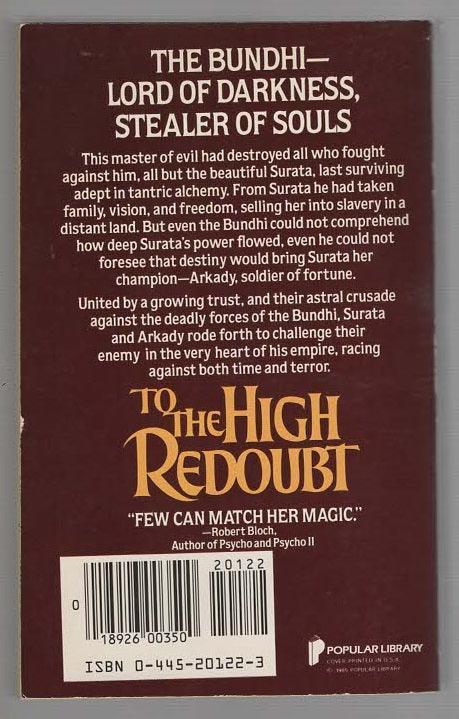 THE BUNDHI—
LORD OF DARKNESS,
STEALER OF SOULS
This master of evil had destroyed all who fought
against him, all but the beautiful Surata, last surviving
adept in tantric alchemy. From Surata he had taken
family, vision, and freedom, selling her into slavery in a
distant land. But even the Bundhi could not comprehend
how deep Surata's power flowed, even he could not
foresee that destiny would bring Surata her
champion—Arkady, soldier of fortune.
United by a growing trust, and their astral crusade
against the deadly forces of the Bundhi, Surata
and Arkady rode forth to challenge their
enemy in the very heart of his empire, racing
against both time and terror.
TO THE HIGH
REDOUBT
"FEW CAN MATCH HER MAGIC."
—Robert Bloch,
Author of Psycho and Psycho II
20122
0
18926 00350
ISBN 0-445-20122-3
POPULAR LIBRARY
COVER PRINTED IN U.S.A.
© 1985 POPULAR LIBRARY